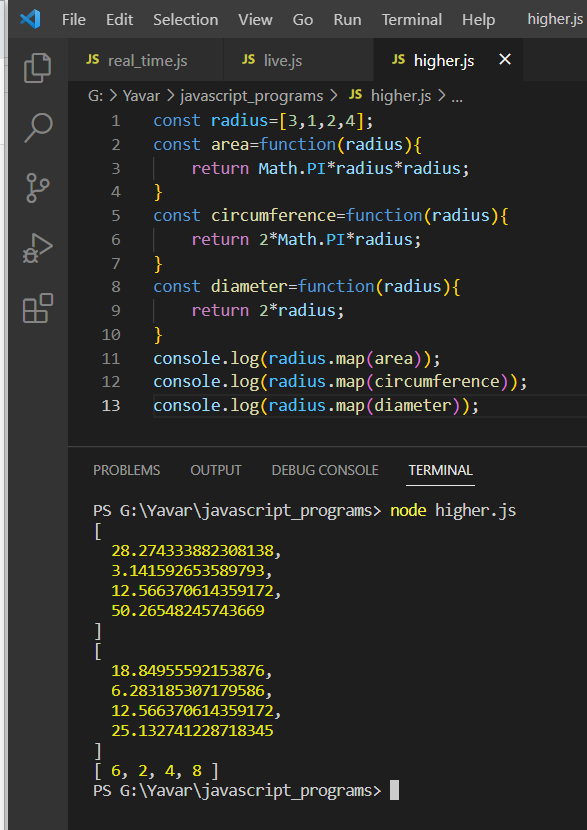 File Edit Selection View Go Run Terminal Help higher.js
JS real_time.js JS live.js JS higher.js ✕
G: > Yavar > javascript_programs > JS higher.js > ...
1 const radius=[3,1,2,4];
2 const area=function(radius){
3     return Math.PI*radius*radius;
4 }
5 const circumference=function(radius){
6     return 2*Math.PI*radius;
7 }
8 const diameter=function(radius){
9     return 2*radius;
10 }
11 console.log(radius.map(area));
12 console.log(radius.map(circumference));
13 console.log(radius.map(diameter));
PROBLEMS OUTPUT DEBUG CONSOLE TERMINAL
PS G:\Yavar\javascript_programs> node higher.js
[
  28.274333882308138,
  3.141592653589793,
  12.566370614359172,
  50.26548245743669
]
[
  18.84955592153876,
  6.283185307179586,
  12.566370614359172,
  25.132741228718345
]
[ 6, 2, 4, 8 ]
PS G:\Yavar\javascript_programs>